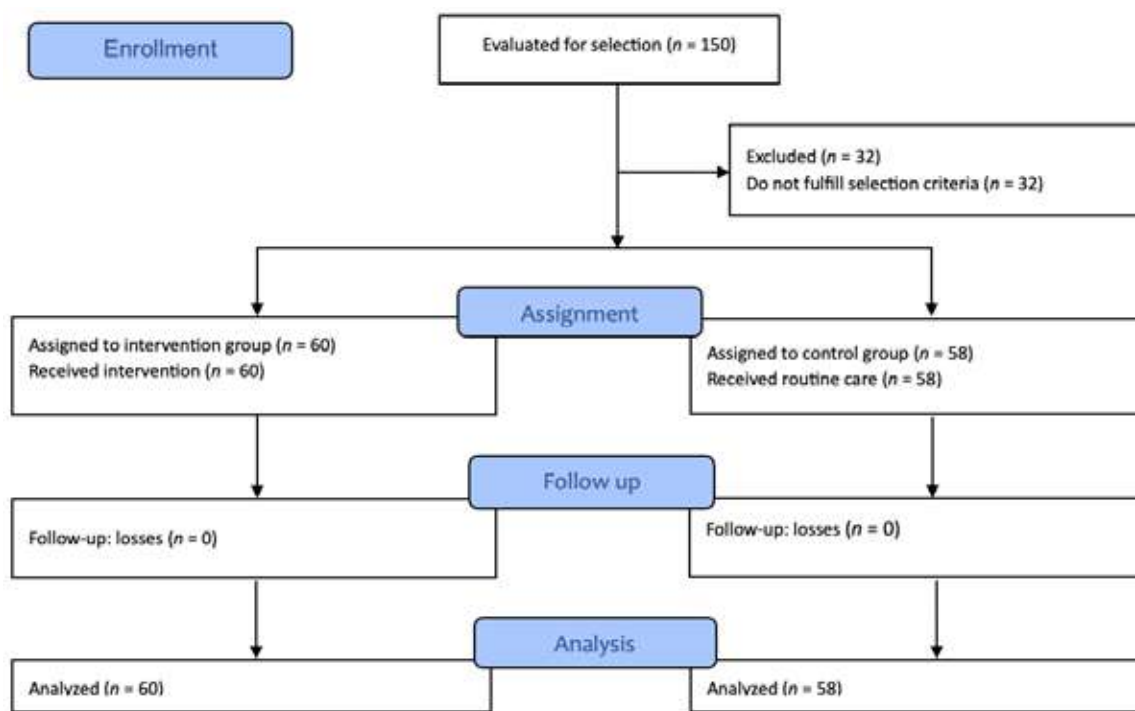 Enrollment
Evaluated for selection (n = 150)
Excluded (n = 32)
Do not fulfill selection criteria (n = 32)
Assignment
Assigned to intervention group (n = 60)
Received intervention (n = 60)
Assigned to control group (n = 58)
Received routine care (n = 58)
Follow up
Follow-up: losses (n = 0)
Follow-up: losses (n = 0)
Analysis
Analyzed (n = 60)
Analyzed (n = 58)